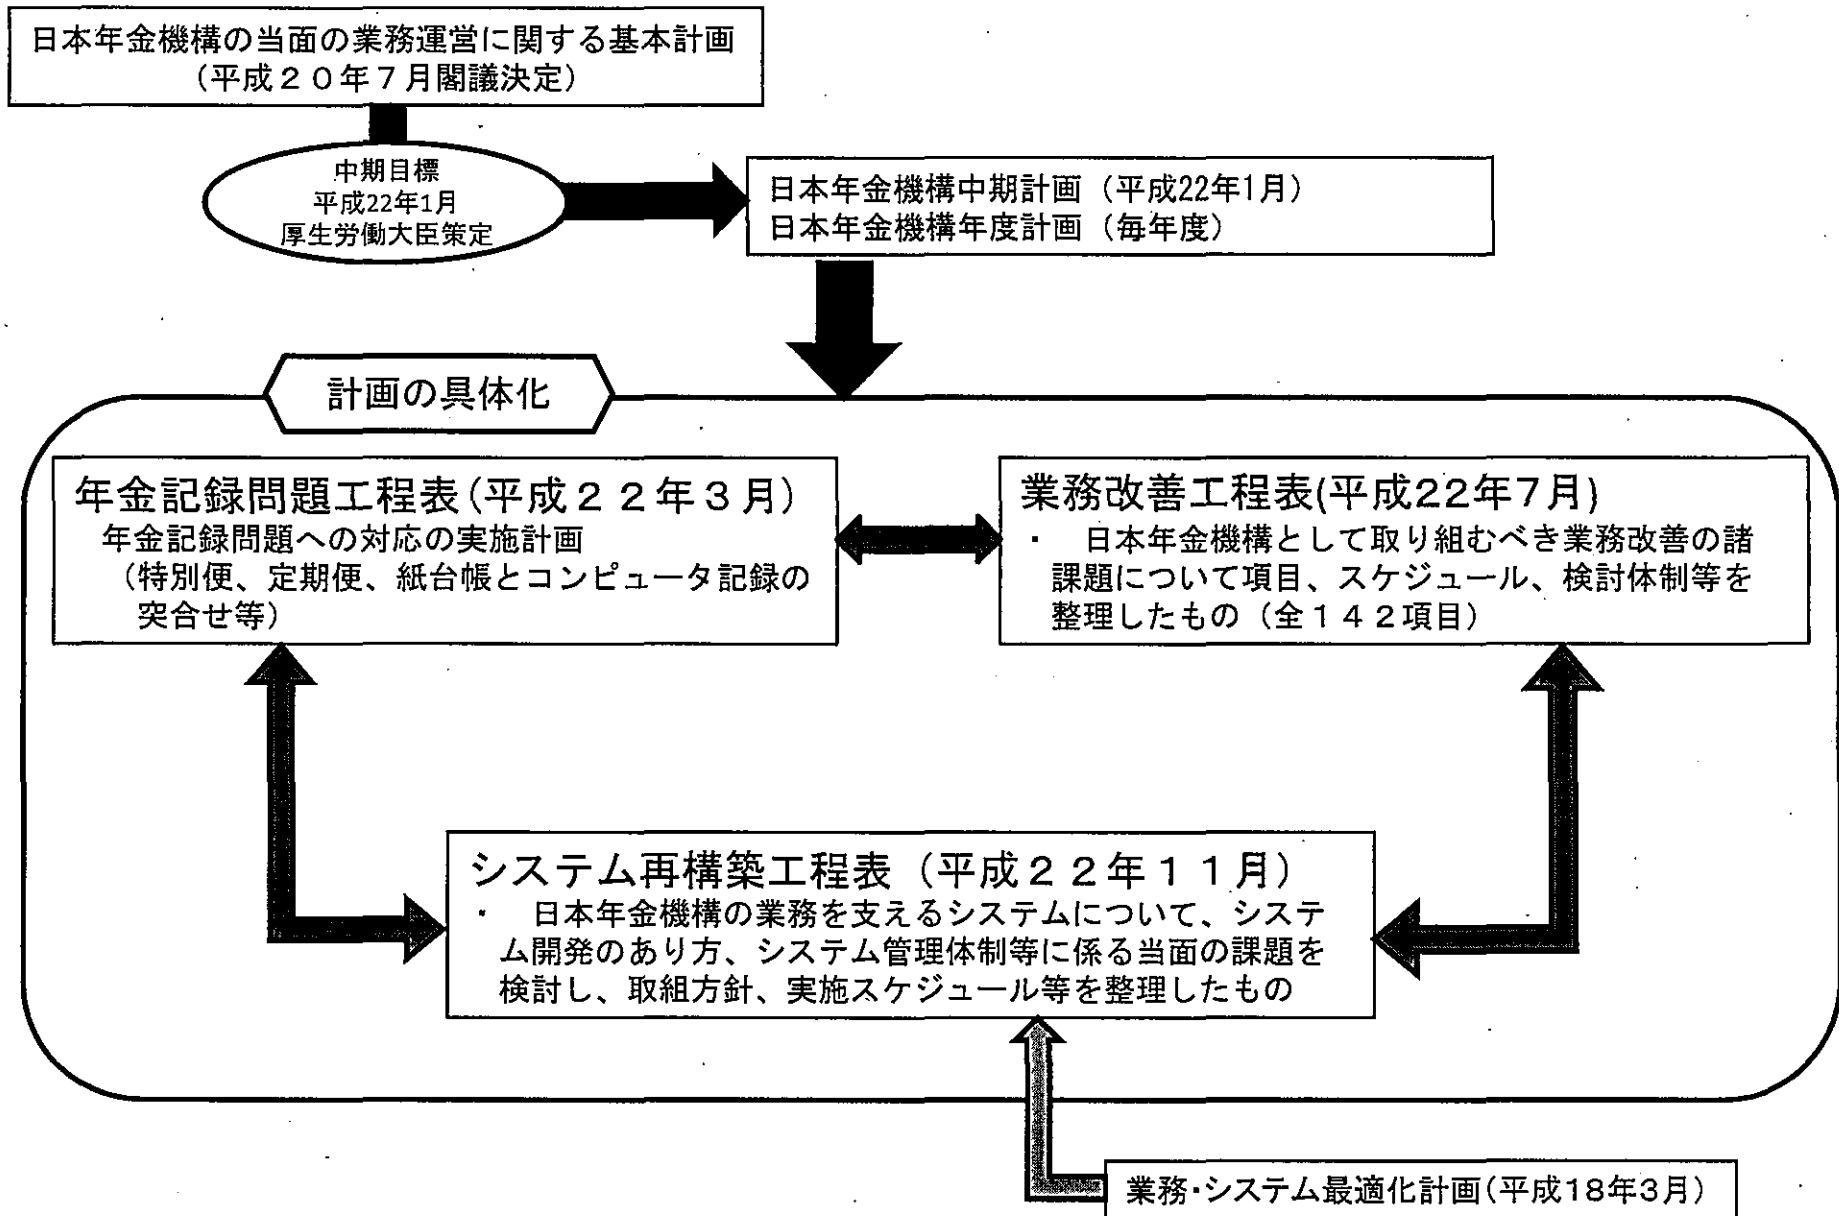 日本年金機構の当面の業務運営に関する基本計画
（平成２０年７月閣議決定）
中期目標
平成22年1月
厚生労働大臣策定
日本年金機構中期計画（平成22年1月）
日本年金機構年度計画（毎年度）
計画の具体化
年金記録問題工程表(平成２２年３月）
年金記録問題への対応の実施計画
（特別便、定期便、紙台帳とコンピュータ記録の
突合せ等）
業務改善工程表(平成22年7月)
・　日本年金機構として取り組むべき業務改善の諸
課題について項目、スケジュール、検討体制等を
整理したもの（全１４２項目）
システム再構築工程表（平成２２年１１月）
・　日本年金機構の業務を支えるシステムについて、システ
ム開発のあり方、システム管理体制等に係る当面の課題を
検討し、取組方針、実施スケジュール等を整理したもの
業務・システム最適化計画(平成18年3月）